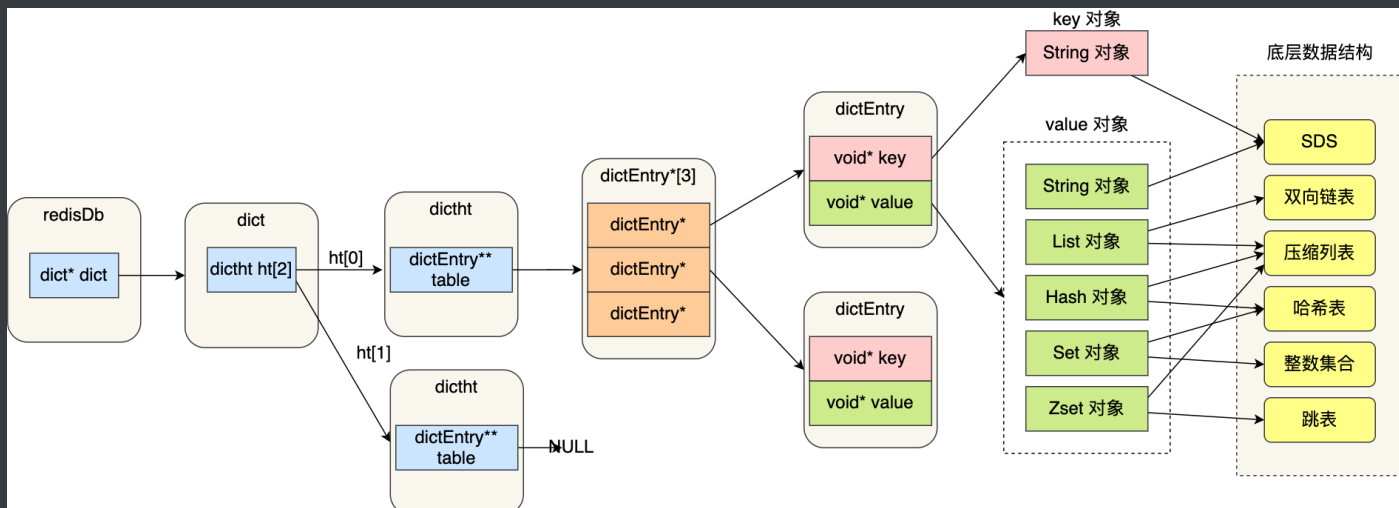 redisDb
dict* dict
dict
dictht ht[2]
ht[0]
ht[1]
dictht
dictEntry**
table
dictht
dictEntry**
table
NULL
dictEntry*[3]
dictEntry*
dictEntry*
dictEntry*
dictEntry
void* key
void* value
dictEntry
void* key
void* value
key 对象
String 对象
value 对象
String 对象
List 对象
Hash 对象
Set 对象
Zset 对象
底层数据结构
SDS
双向链表
压缩列表
哈希表
整数集合
跳表